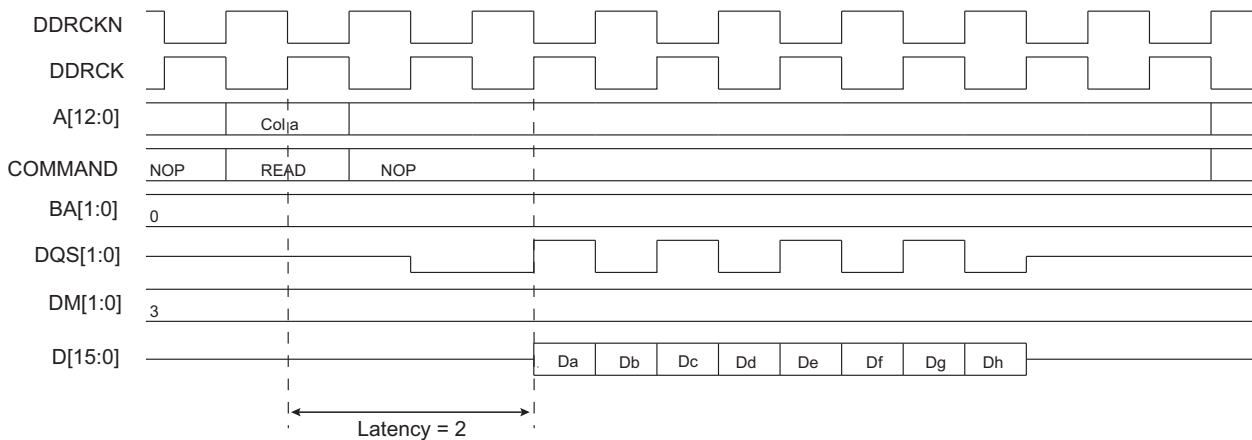 DDRCKN
DDRCK
A[12:0]
Col a
COMMAND
NOP READ NOP
BA[1:0]
0
DQS[1:0]
DM[1:0]
3
D[15:0]
Da Db Dc Dd De Df Dg Dh
Latency = 2